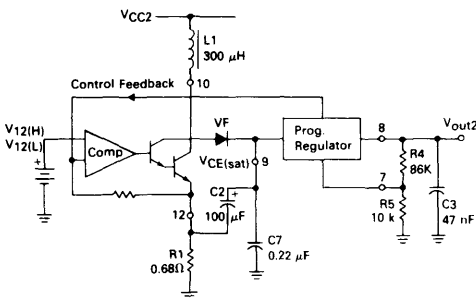 VCC2
L1
300 μH
Control Feedback
10
V12(H)
V12(L)
+
Comp
VF
VCE(sat)
9
Prog.
Regulator
8
Vout2
R4
86K
7
R5
10 k
C3
47 nF
C2
+
100 μF
12
C7
0.22 μF
R1
0.68Ω